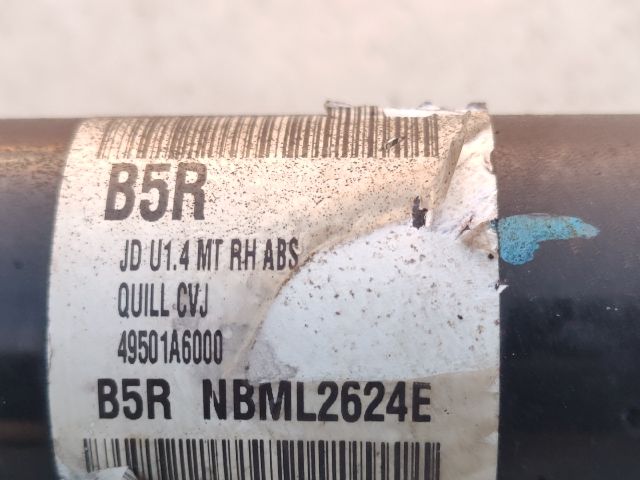 B5R
JD U1.4 MT RH ABS
QUILL CVJ
49501A6000
B5R NBML2624E